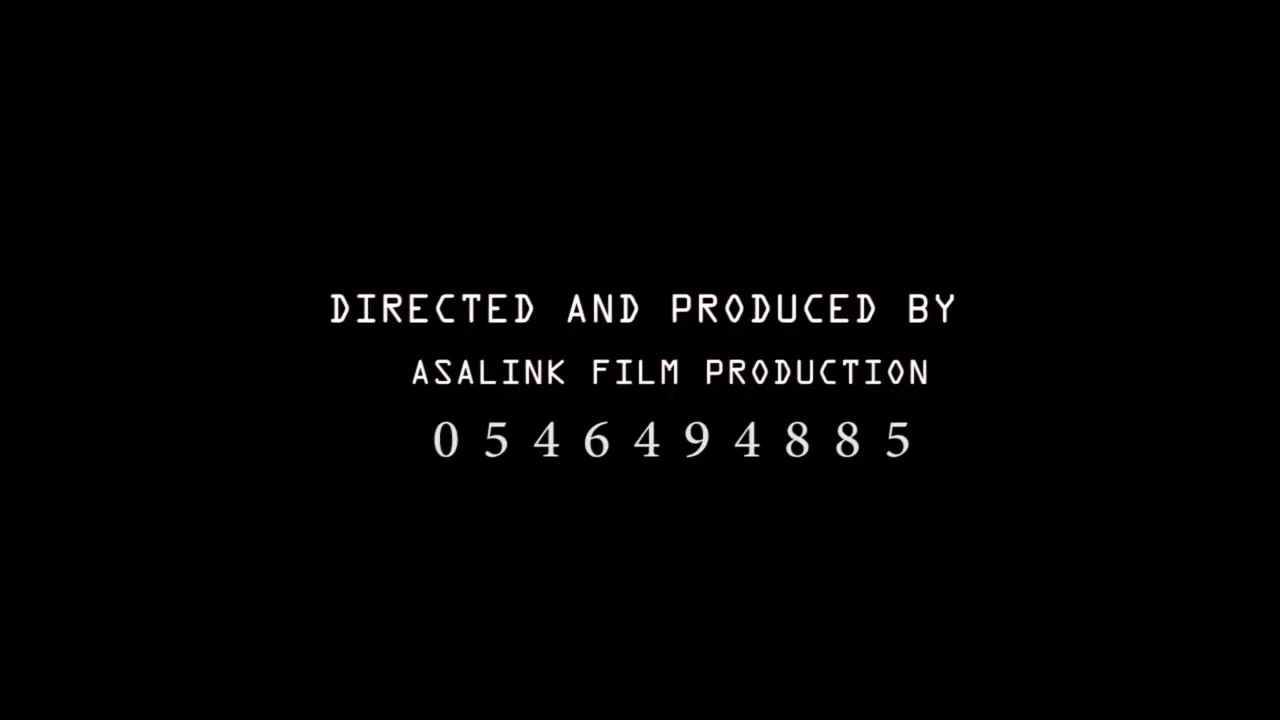 DIRECTED AND PRODUCED BY
ASALINK FILM PRODUCTION
0 5 4 6 4 9 4 8 8 5